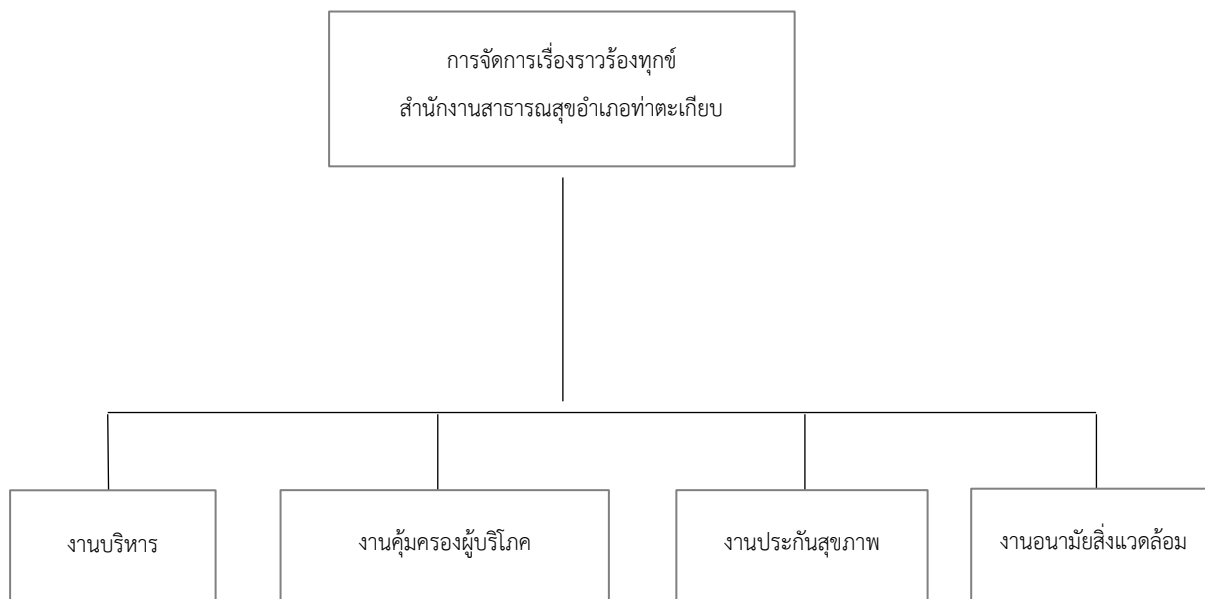 การจัดการเรื่องราวร้องทุกข์
สำนักงานสาธารณสุขอำเภอท่าตะเกียบ
งานบริหาร
งานคุ้มครองผู้บริโภค
งานประกันสุขภาพ
งานอนามัยสิ่งแวดล้อม